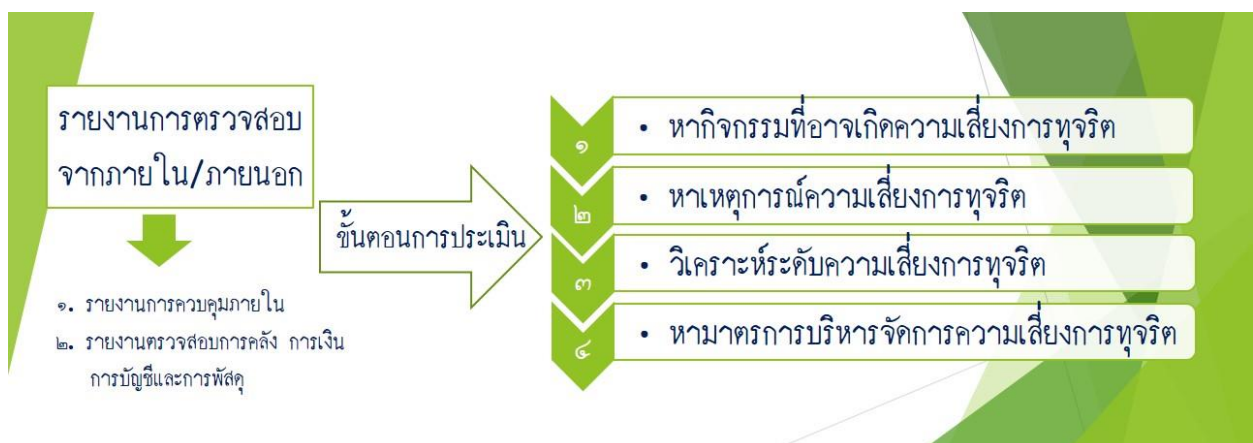 รายงานการตรวจสอบ
จากภายใน/ภายนอก
๑. รายงานการควบคุมภายใน
๒. รายงานตรวจสอบการคลัง การเงิน
การบัญชีและการพัสดุ
ขั้นตอนการประเมิน
๑
• หากิจกรรมที่อาจเกิดความเสี่ยงการทุจริต
๒
• หาเหตุการณ์ความเสี่ยงการทุจริต
๓
• วิเคราะห์ระดับความเสี่ยงการทุจริต
๔
• หามาตรการบริหารจัดการความเสี่ยงการทุจริต